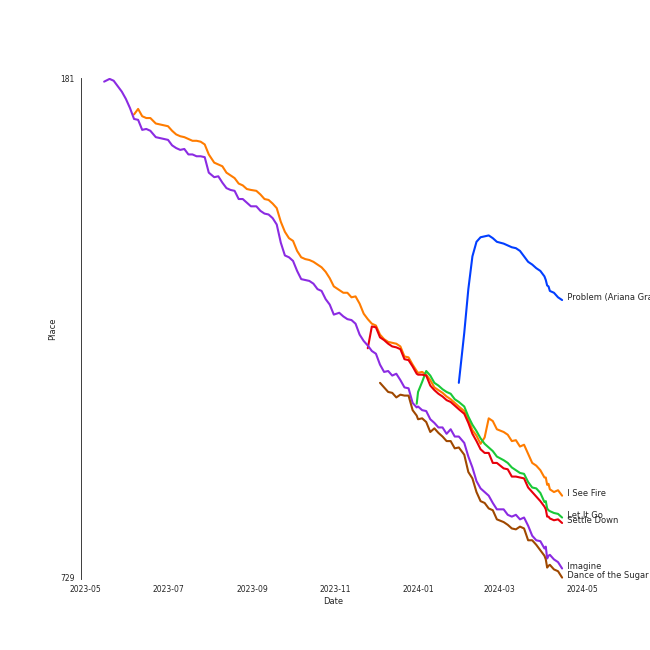 181
Place
Problem (Ariana Gra
I See Fire
Let It Go
Settle Down
Imagine
Dance of the Sugar
729
2023-05 2023-07 2023-09 2023-11 2024-01 2024-03 2024-05
Date